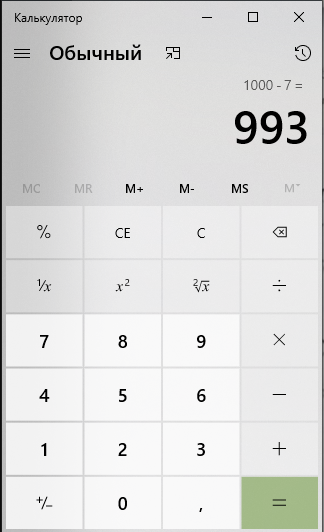 Калькулятор
Обычный
1000 - 7 =
993
MC MR M+ M- MS M˅
% CE C
¹/x x² ²√x ÷
7 8 9 ×
4 5 6 −
1 2 3 +
+/− 0 , =